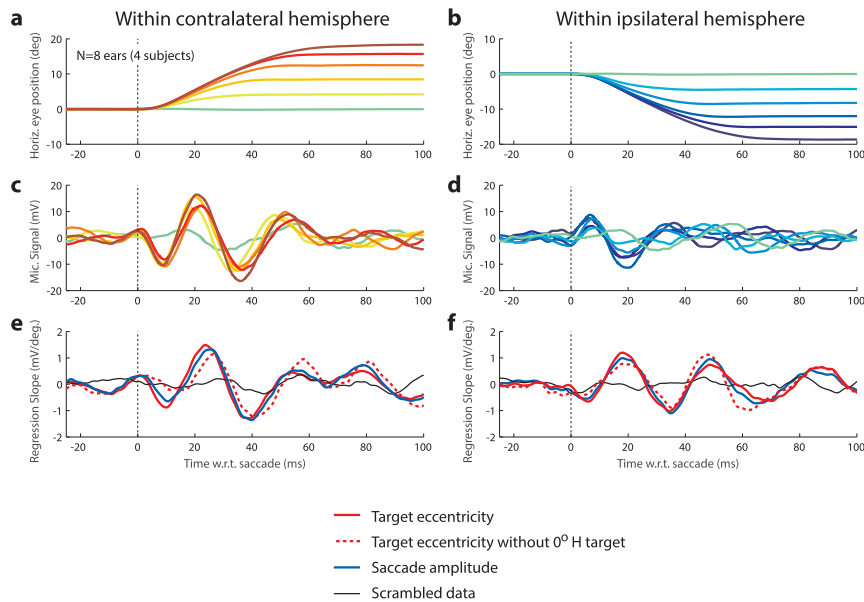 a Within contralateral hemisphere
Horiz. eye position (deg)
N=8 ears (4 subjects)
20
10
0
-10
-20 0 20 40 60 80 100
b Within ipsilateral hemisphere
Horiz. eye position (deg)
10
0
-10
-20
-20 0 20 40 60 80 100
c
Mic. Signal (mV)
20
10
0
-10
-20
-20 0 20 40 60 80 100
d
Mic. Signal (mV)
20
10
0
-10
-20
-20 0 20 40 60 80 100
e
Regression Slope (mV/deg.)
2
1
0
-1
-2
-20 0 20 40 60 80 100
Time w.r.t. saccade (ms)
f
Regression Slope (mV/deg.)
2
1
0
-1
-2
-20 0 20 40 60 80 100
Time w.r.t. saccade (ms)
Target eccentricity
Target eccentricity without 0⁰ H target
Saccade amplitude
Scrambled data